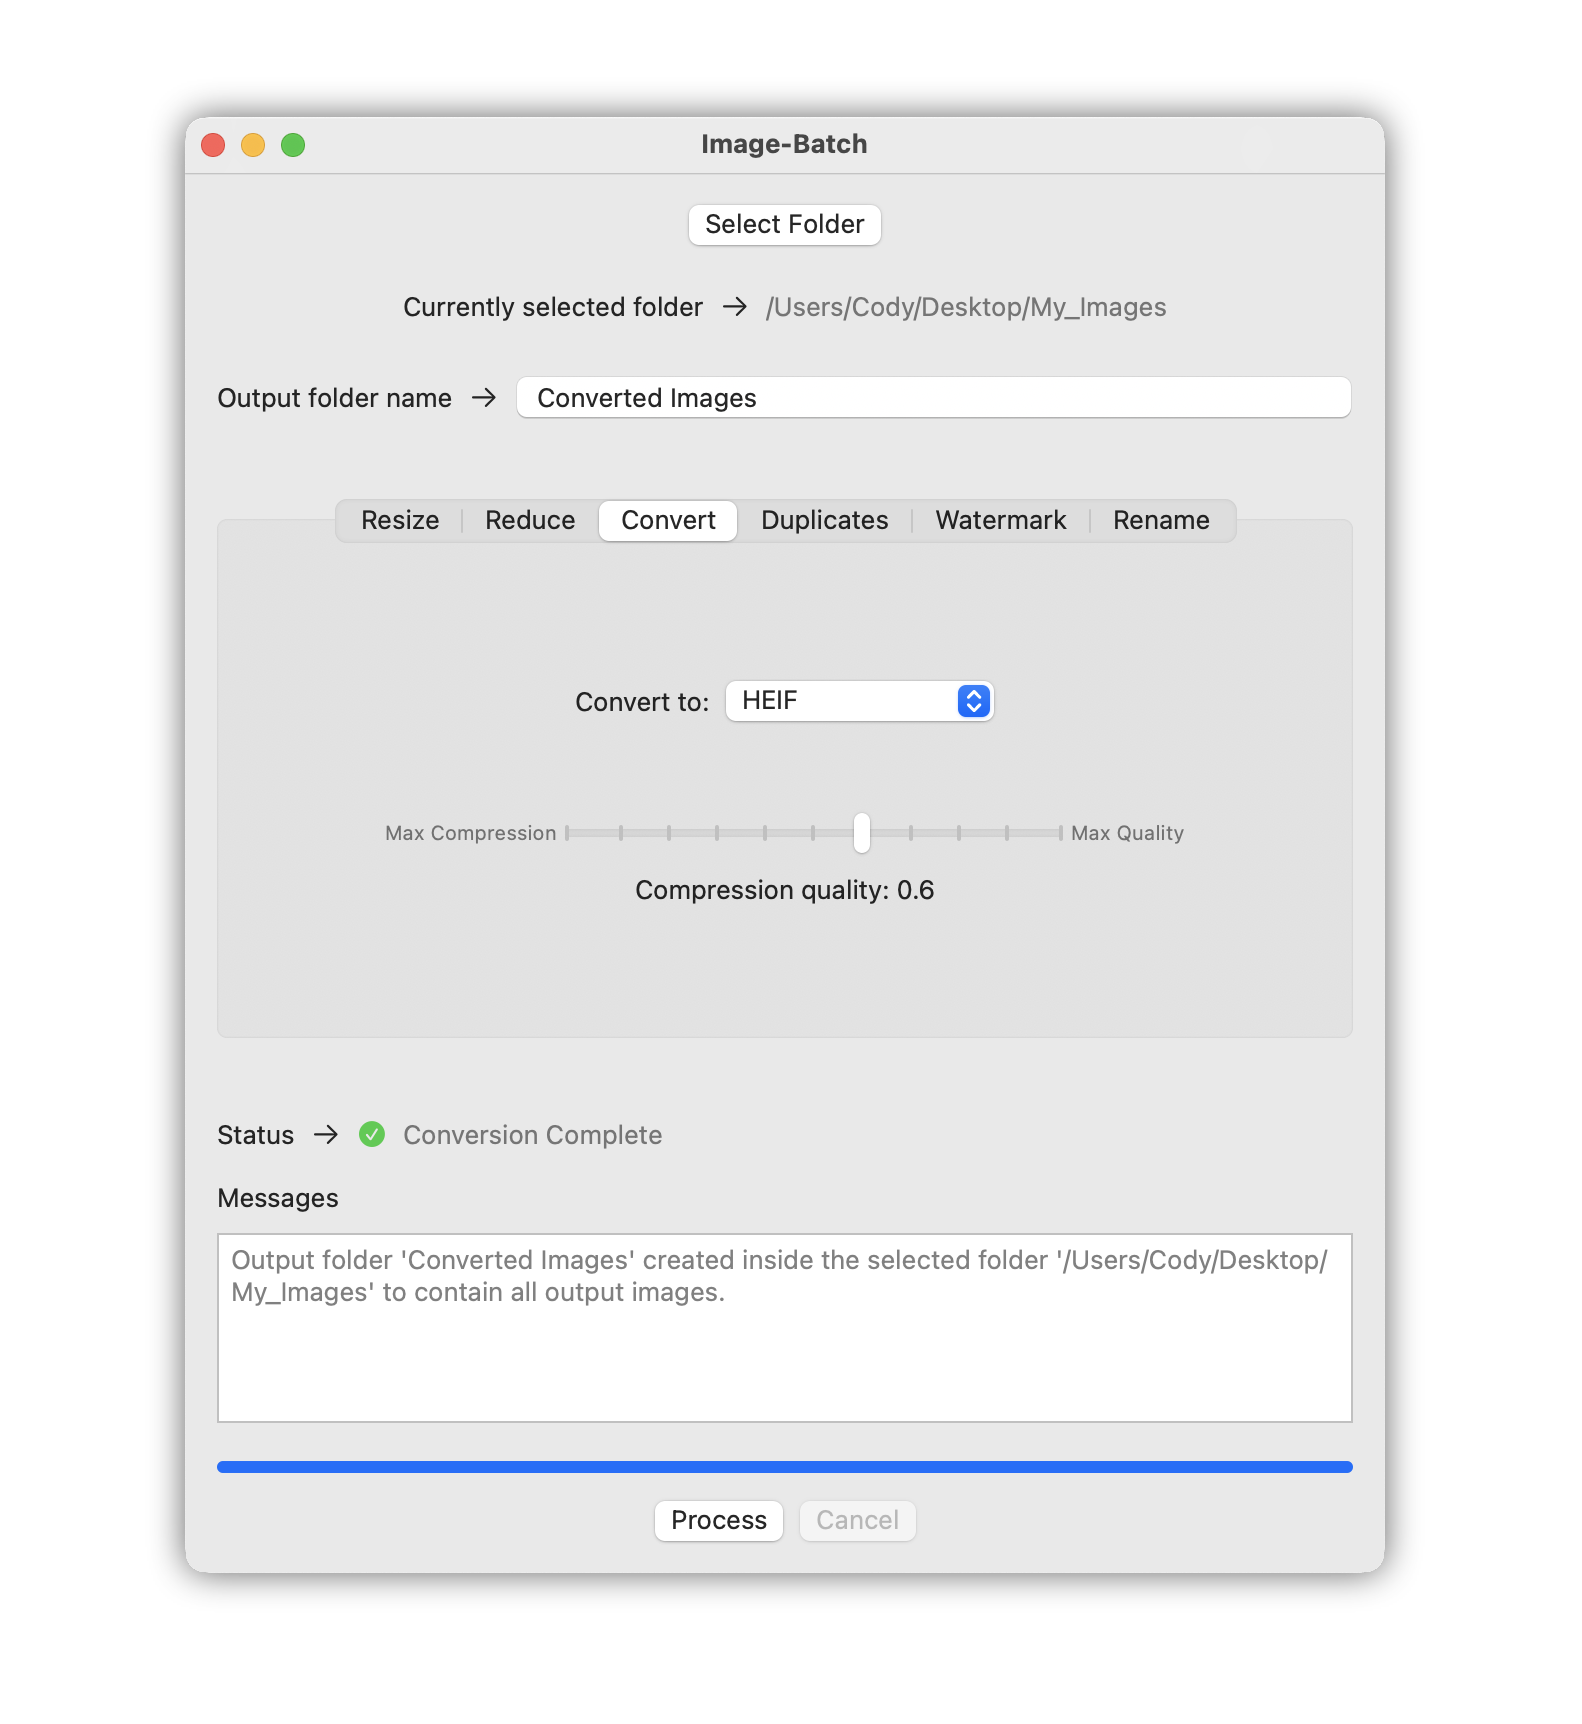 Image-Batch
Select Folder
Currently selected folder → /Users/Cody/Desktop/My_Images
Output folder name → Converted Images
Resize Reduce Convert Duplicates Watermark Rename
Convert to: HEIF
Max Compression Max Quality
Compression quality: 0.6
Status → Conversion Complete
Messages
Output folder 'Converted Images' created inside the selected folder '/Users/Cody/Desktop/
My_Images' to contain all output images.
Process Cancel